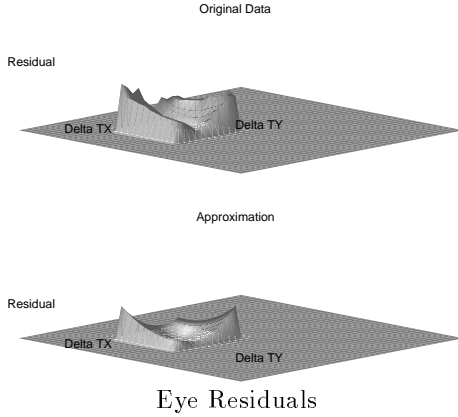 Original Data
Residual
Delta TX
Delta TY
Approximation
Residual
Delta TX
Delta TY
Eye Residuals